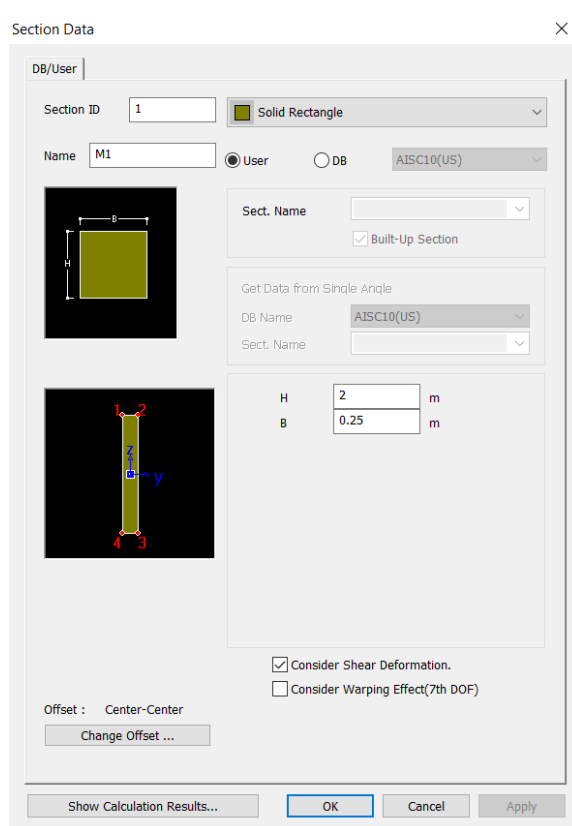 Section Data
DB/User
Section ID 1 Solid Rectangle
Name M1 User DB AISC10(US)
B
H
Sect. Name
Built-Up Section
Get Data from Single Angle
DB Name AISC10(US)
Sect. Name
1 2
z
y
4 3
H 2 m
B 0.25 m
Consider Shear Deformation.
Consider Warping Effect(7th DOF)
Offset : Center-Center
Change Offset ...
Show Calculation Results... OK Cancel Apply